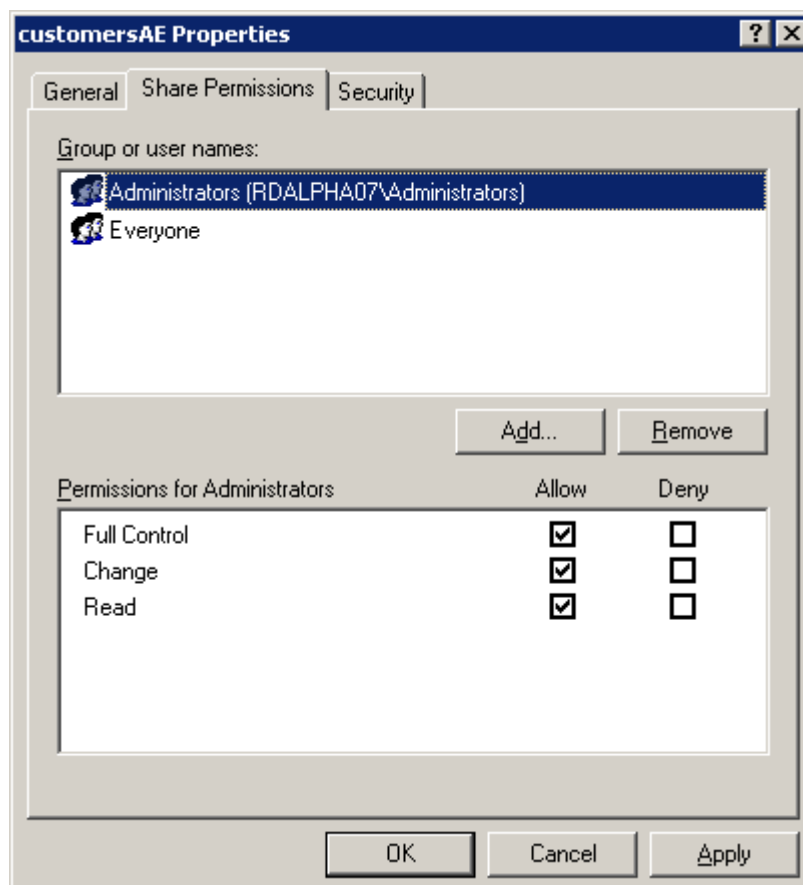 customersAE Properties
General Share Permissions Security
Group or user names:
Administrators (RDALPHA07\Administrators)
Everyone
Add... Remove
Permissions for Administrators Allow Deny
Full Control
Change
Read
OK Cancel Apply